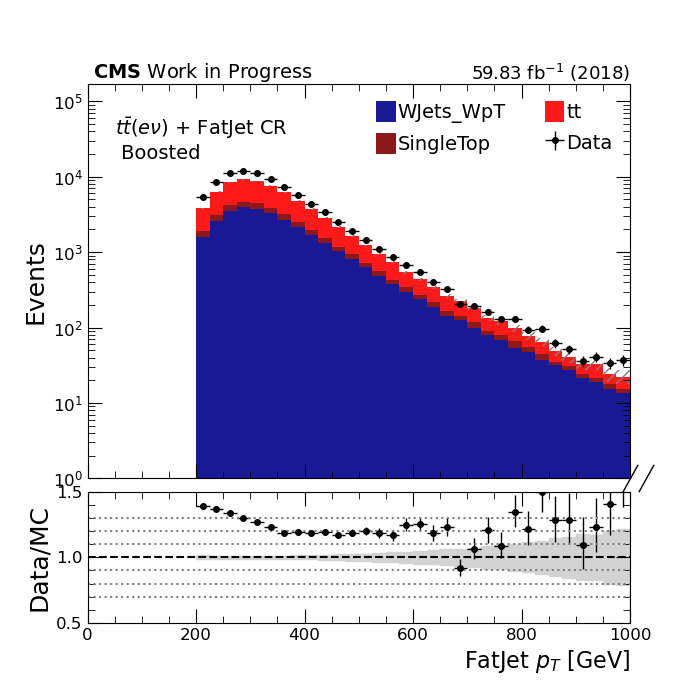 CMS Work in Progress
59.83 fb⁻¹ (2018)
tt̄(eν) + FatJet CR
Boosted
WJets_WpT
tt
SingleTop
Data
10⁵
10⁴
10³
10²
10¹
10⁰
Events
1.5
1.0
0.5
Data/MC
0
200
400
600
800
1000
FatJet p_T [GeV]